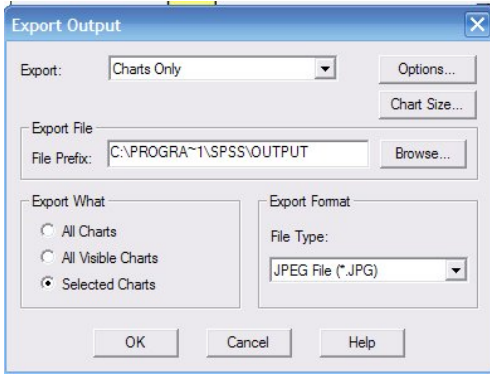 Export Output
Export:
Charts Only
Options...
Chart Size...
Export File
File Prefix:
C:\PROGRA~1\SPSS\OUTPUT
Browse...
Export What
All Charts
All Visible Charts
Selected Charts
Export Format
File Type:
JPEG File (*.JPG)
OK
Cancel
Help